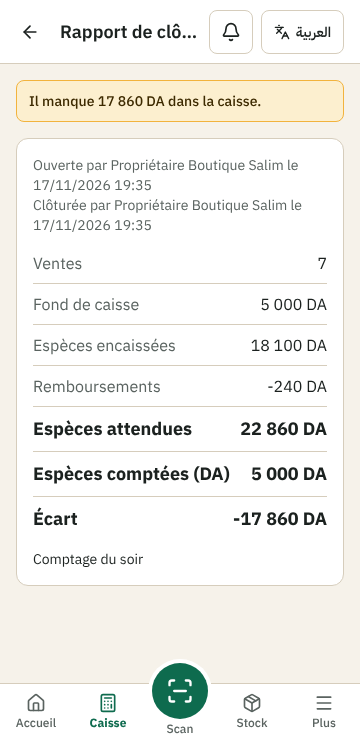 Rapport de clô...
العربية
Il manque 17 860 DA dans la caisse.
Ouverte par Propriétaire Boutique Salim le
17/11/2026 19:35
Clôturée par Propriétaire Boutique Salim le
17/11/2026 19:35
Ventes 7
Fond de caisse 5 000 DA
Espèces encaissées 18 100 DA
Remboursements -240 DA
Espèces attendues 22 860 DA
Espèces comptées (DA) 5 000 DA
Écart -17 860 DA
Comptage du soir
Accueil Caisse Scan Stock Plus